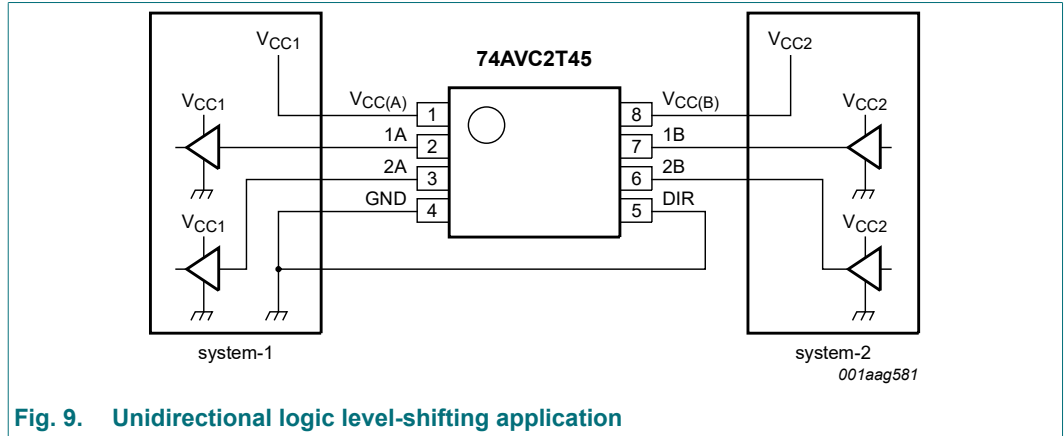 VCC1
74AVC2T45
VCC2
VCC1
VCC(A)
1
8
VCC(B)
VCC2
1A
2
7
1B
2A
3
6
2B
GND
4
5
DIR
VCC1
VCC2
system-1
system-2
001aag581
Fig. 9. Unidirectional logic level-shifting application